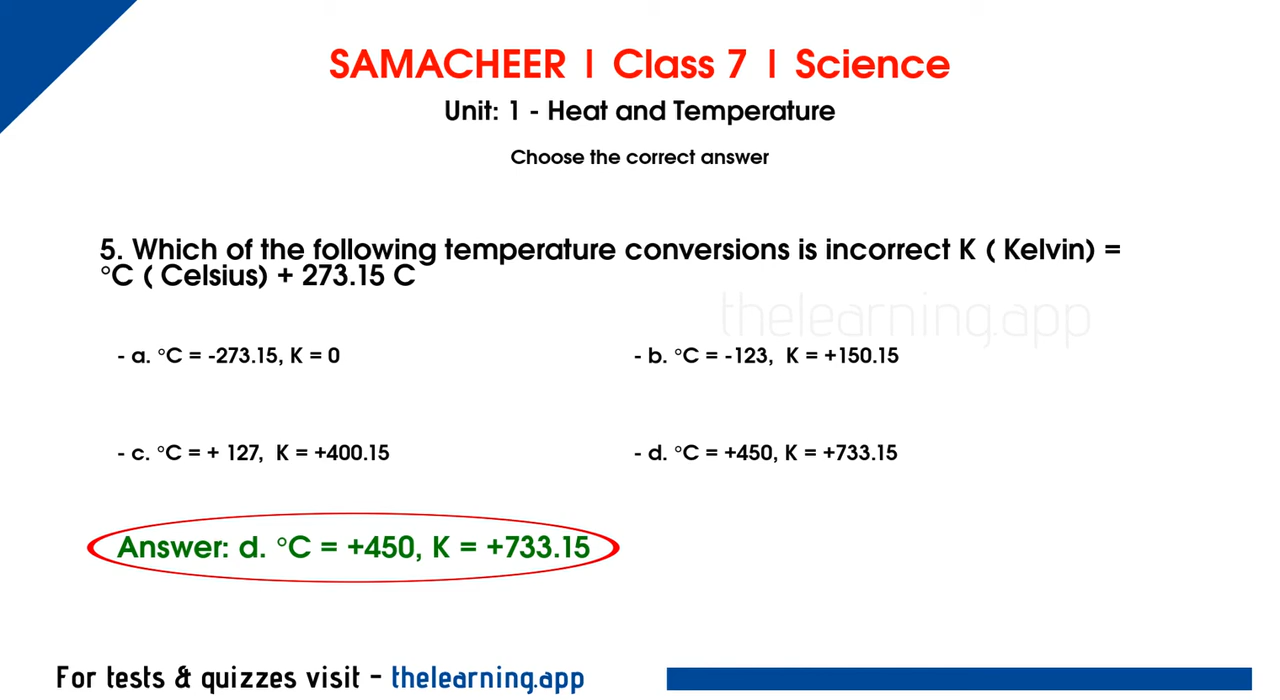 SAMACHEER | Class 7 | Science
Unit: 1 - Heat and Temperature
Choose the correct answer
5. Which of the following temperature conversions is incorrect K ( Kelvin) =
°C ( Celsius) + 273.15 C
thelearning.app
- a. °C = -273.15, K = 0
- b. °C = -123, K = +150.15
- c. °C = + 127, K = +400.15
- d. °C = +450, K = +733.15
Answer: d. °C = +450, K = +733.15
For tests & quizzes visit - thelearning.app